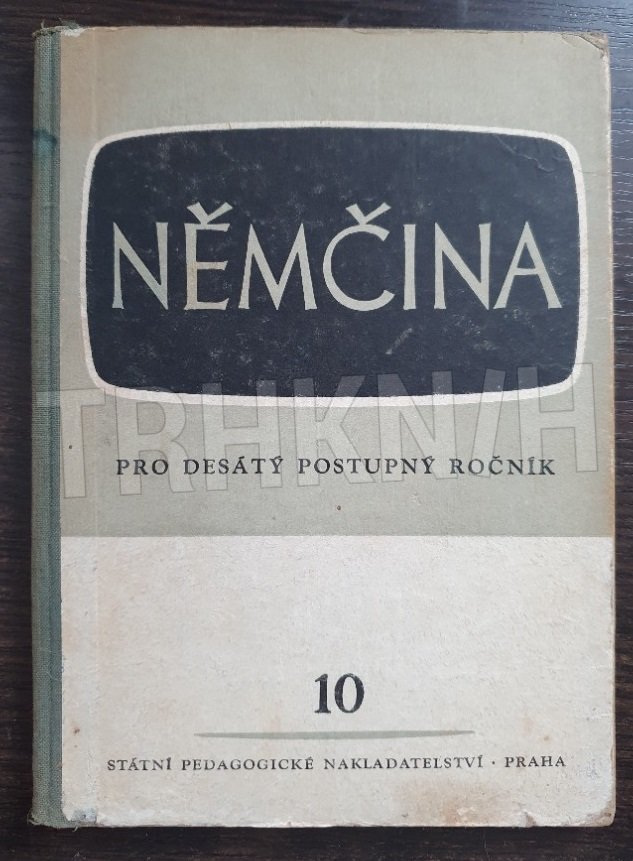 NĚMČINA
TRHKNIH
PRO DESÁTÝ POSTUPNÝ ROČNÍK
10
STÁTNÍ PEDAGOGICKÉ NAKLADATELSTVÍ · PRAHA